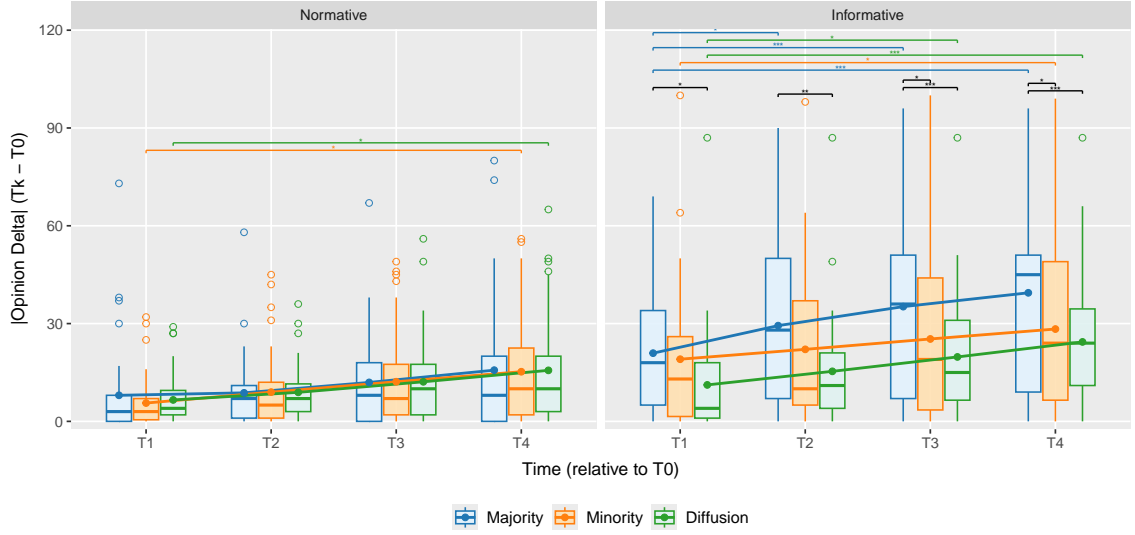 Normative
Informative
|Opinion Delta| (Tk − T0)
120
90
60
30
0
* *
* *
*** ***
*
***
* ** * *** * ***
T1 T2 T3 T4
T1 T2 T3 T4
Time (relative to T0)
Majority Minority Diffusion